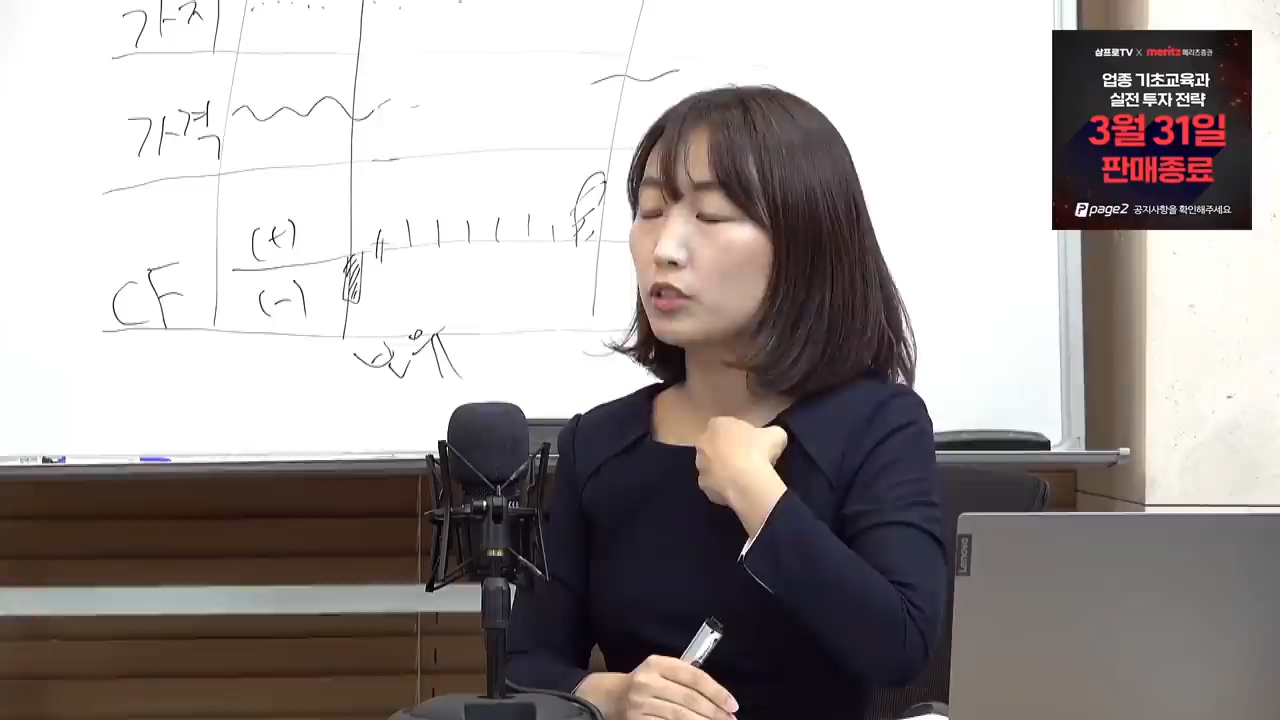 가치
가격
(+)
CF
(-)
보유
삼프로TV × meritz 메리츠증권
업종 기초교육과
실전 투자 전략
3월 31일
판매종료
page2 공지사항을 확인해주세요
Lenovo